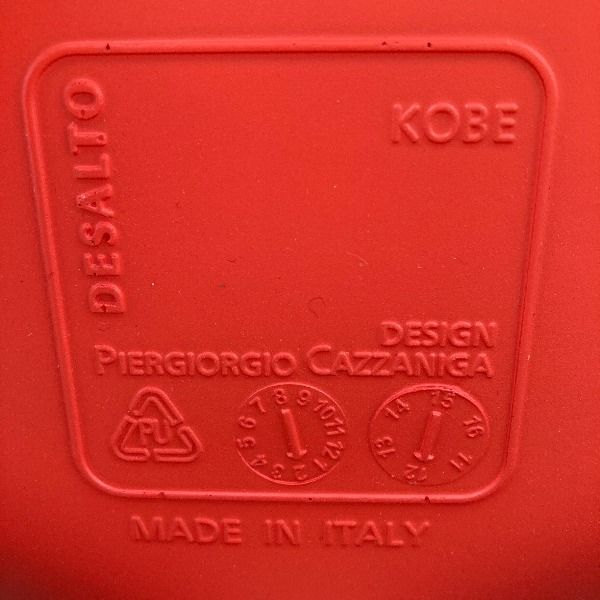 DESALTO
KOBE
DESIGN
PIERGIORGIO CAZZANIGA
PU
1 2 3 4 5 6 7 8 9 10 11 12
11 12 13 14 15 16
MADE IN ITALY